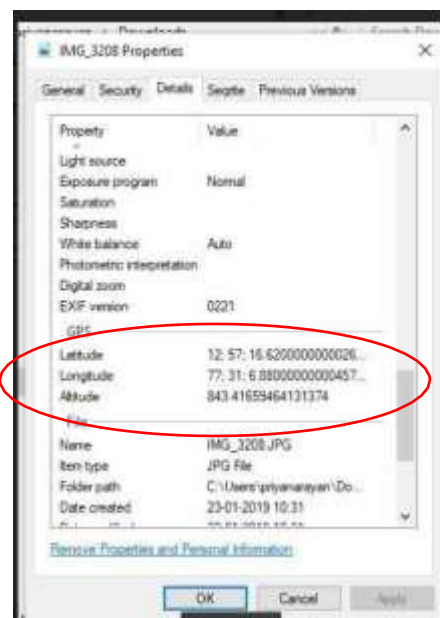 IMG_3208 Properties
General Security Details Seqrite Previous Versions
Property Value
Light source
Exposure program Normal
Saturation
Sharpness
White balance Auto
Photometric interpretation
Digital zoom
EXIF version 0221
GPS
Latitude 12; 57; 16.6200000000026...
Longitude 77; 31; 6.88000000000457...
Altitude 843.41659464131374
File
Name IMG_3208.JPG
Item type JPG File
Folder path C:\Users\priyanarayan\Do...
Date created 23-01-2019 10:31
Remove Properties and Personal Information
OK Cancel Apply